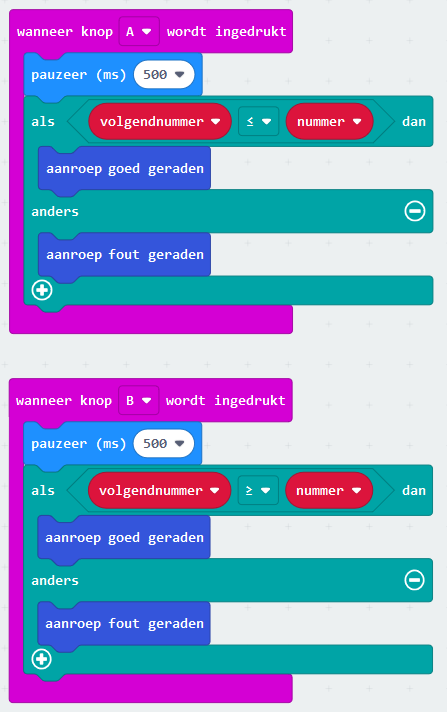 wanneer knop A wordt ingedrukt
pauzeer (ms) 500
als volgendnummer ≤ nummer dan
aanroep goed geraden
anders
aanroep fout geraden
wanneer knop B wordt ingedrukt
pauzeer (ms) 500
als volgendnummer ≥ nummer dan
aanroep goed geraden
anders
aanroep fout geraden